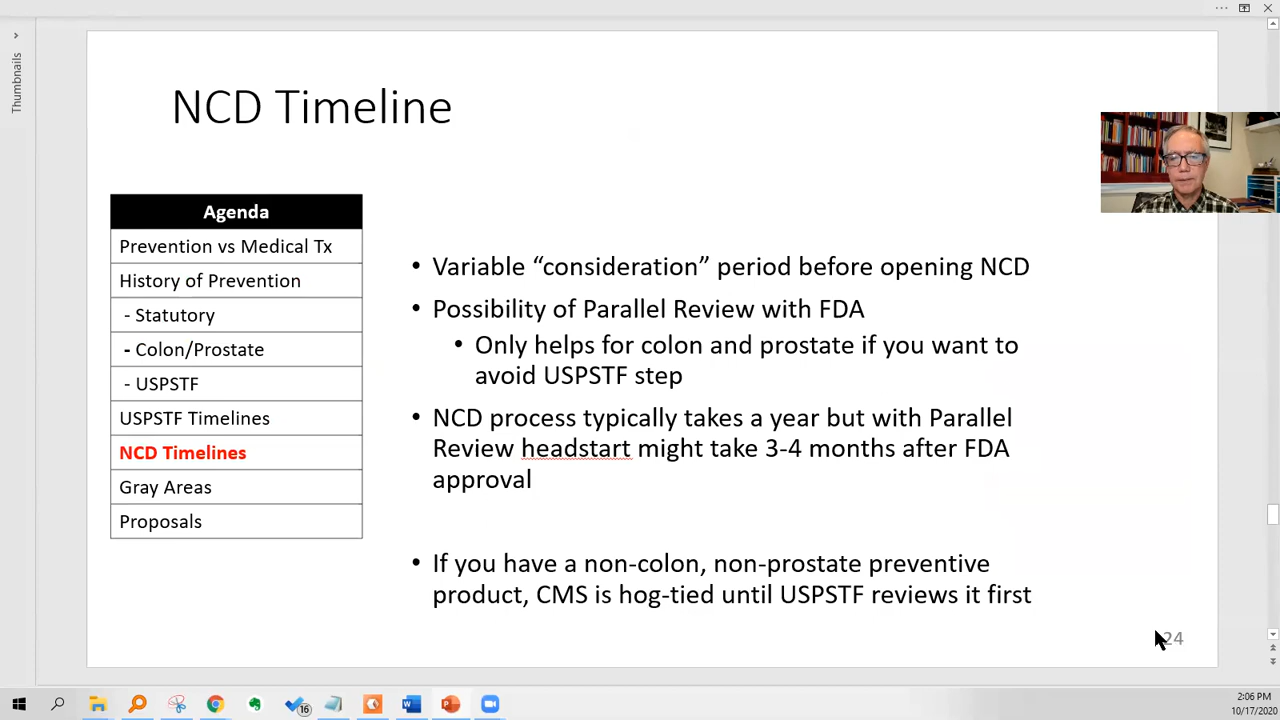 Thumbnails
NCD Timeline
Agenda
Prevention vs Medical Tx
History of Prevention
- Statutory
- Colon/Prostate
- USPSTF
USPSTF Timelines
NCD Timelines
Gray Areas
Proposals
• Variable “consideration” period before opening NCD
• Possibility of Parallel Review with FDA
• Only helps for colon and prostate if you want to
avoid USPSTF step
• NCD process typically takes a year but with Parallel
Review headstart might take 3-4 months after FDA
approval
• If you have a non-colon, non-prostate preventive
product, CMS is hog-tied until USPSTF reviews it first
24
16
2:06 PM
10/17/2020